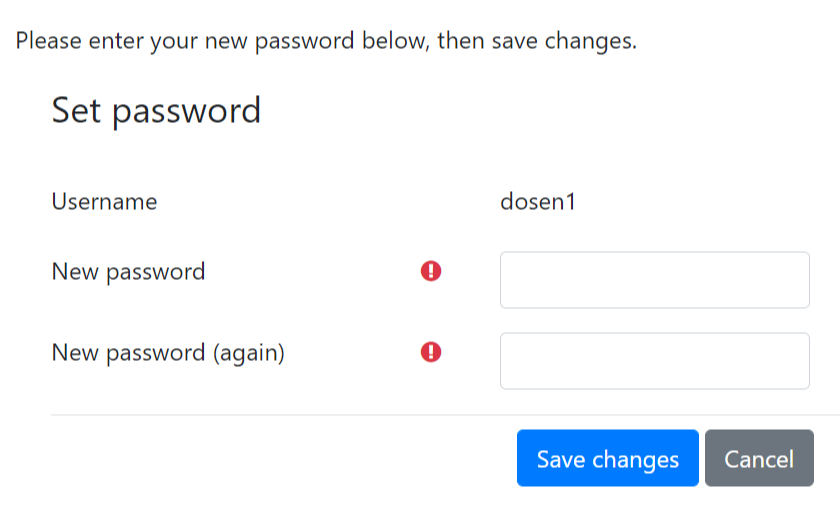 Please enter your new password below, then save changes.
Set password
Username dosen1
New password
New password (again)
Save changes Cancel